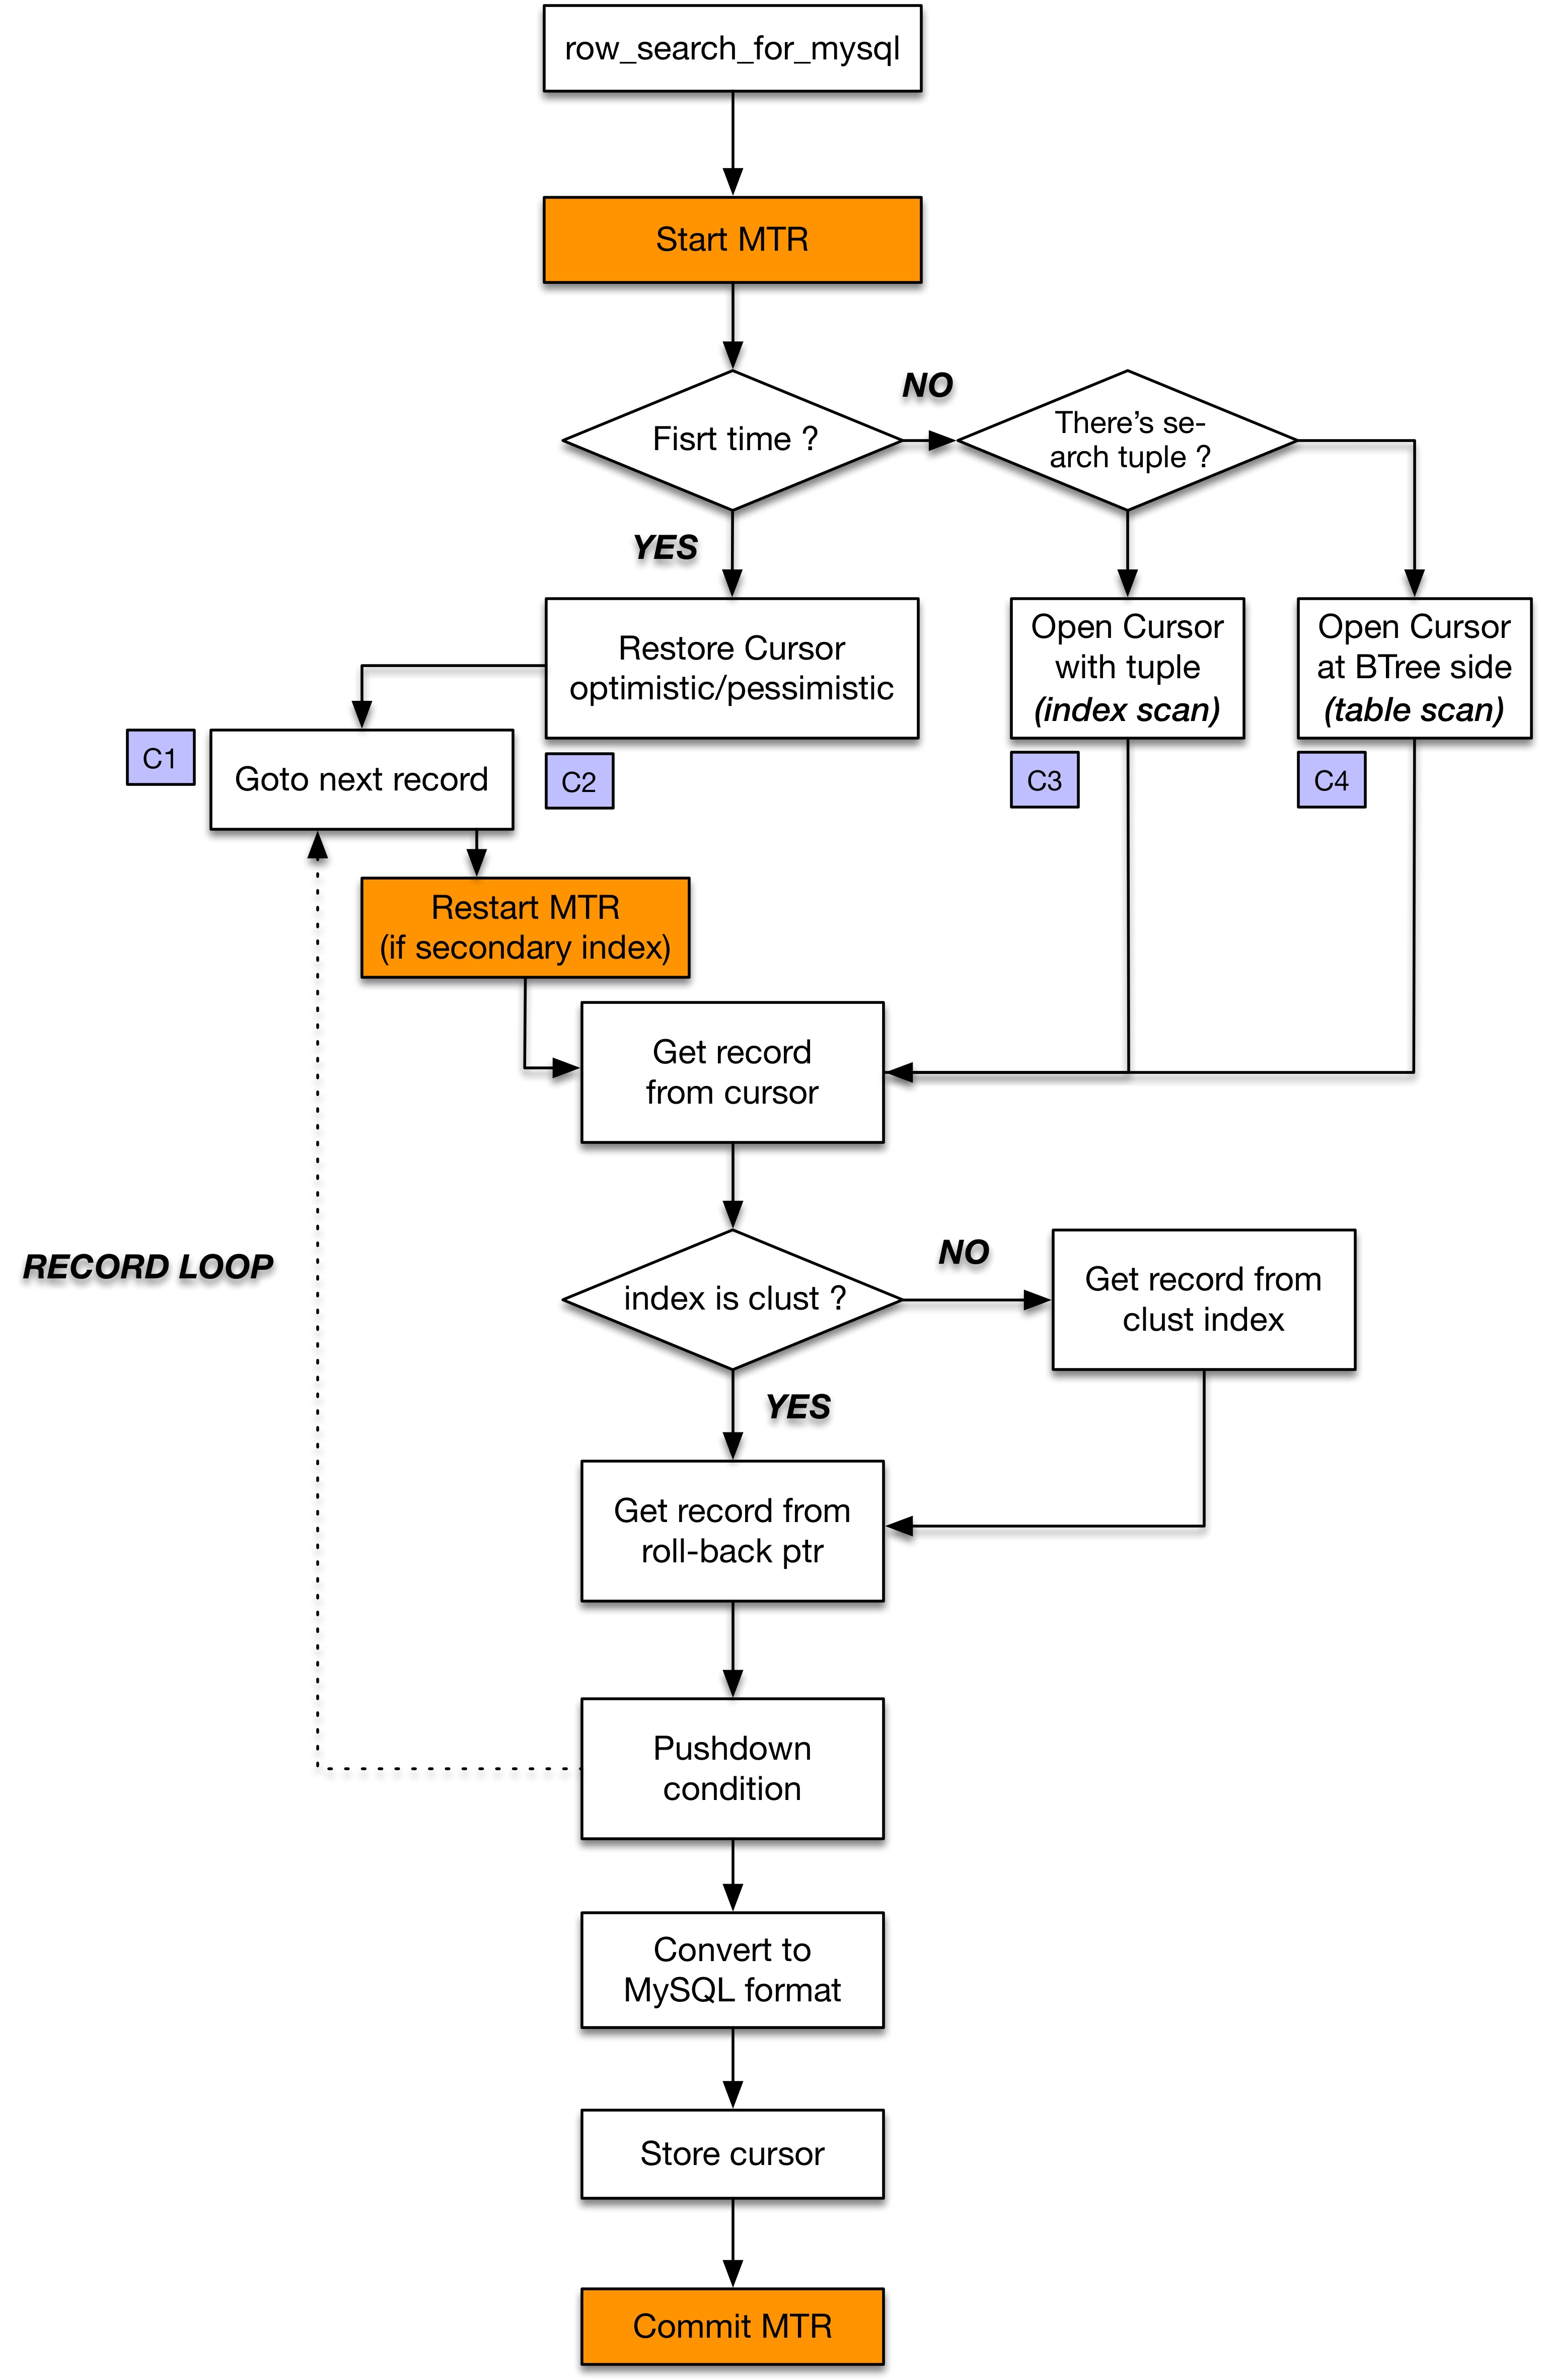 row_search_for_mysql
Start MTR
NO
Fisrt time ?
There's se-
arch tuple ?
YES
Restore Cursor
optimistic/pessimistic
Open Cursor
with tuple
(index scan)
Open Cursor
at BTree side
(table scan)
C1
Goto next record
C2
C3
C4
Restart MTR
(if secondary index)
Get record
from cursor
RECORD LOOP
NO
index is clust ?
Get record from
clust index
YES
Get record from
roll-back ptr
Pushdown
condition
Convert to
MySQL format
Store cursor
Commit MTR